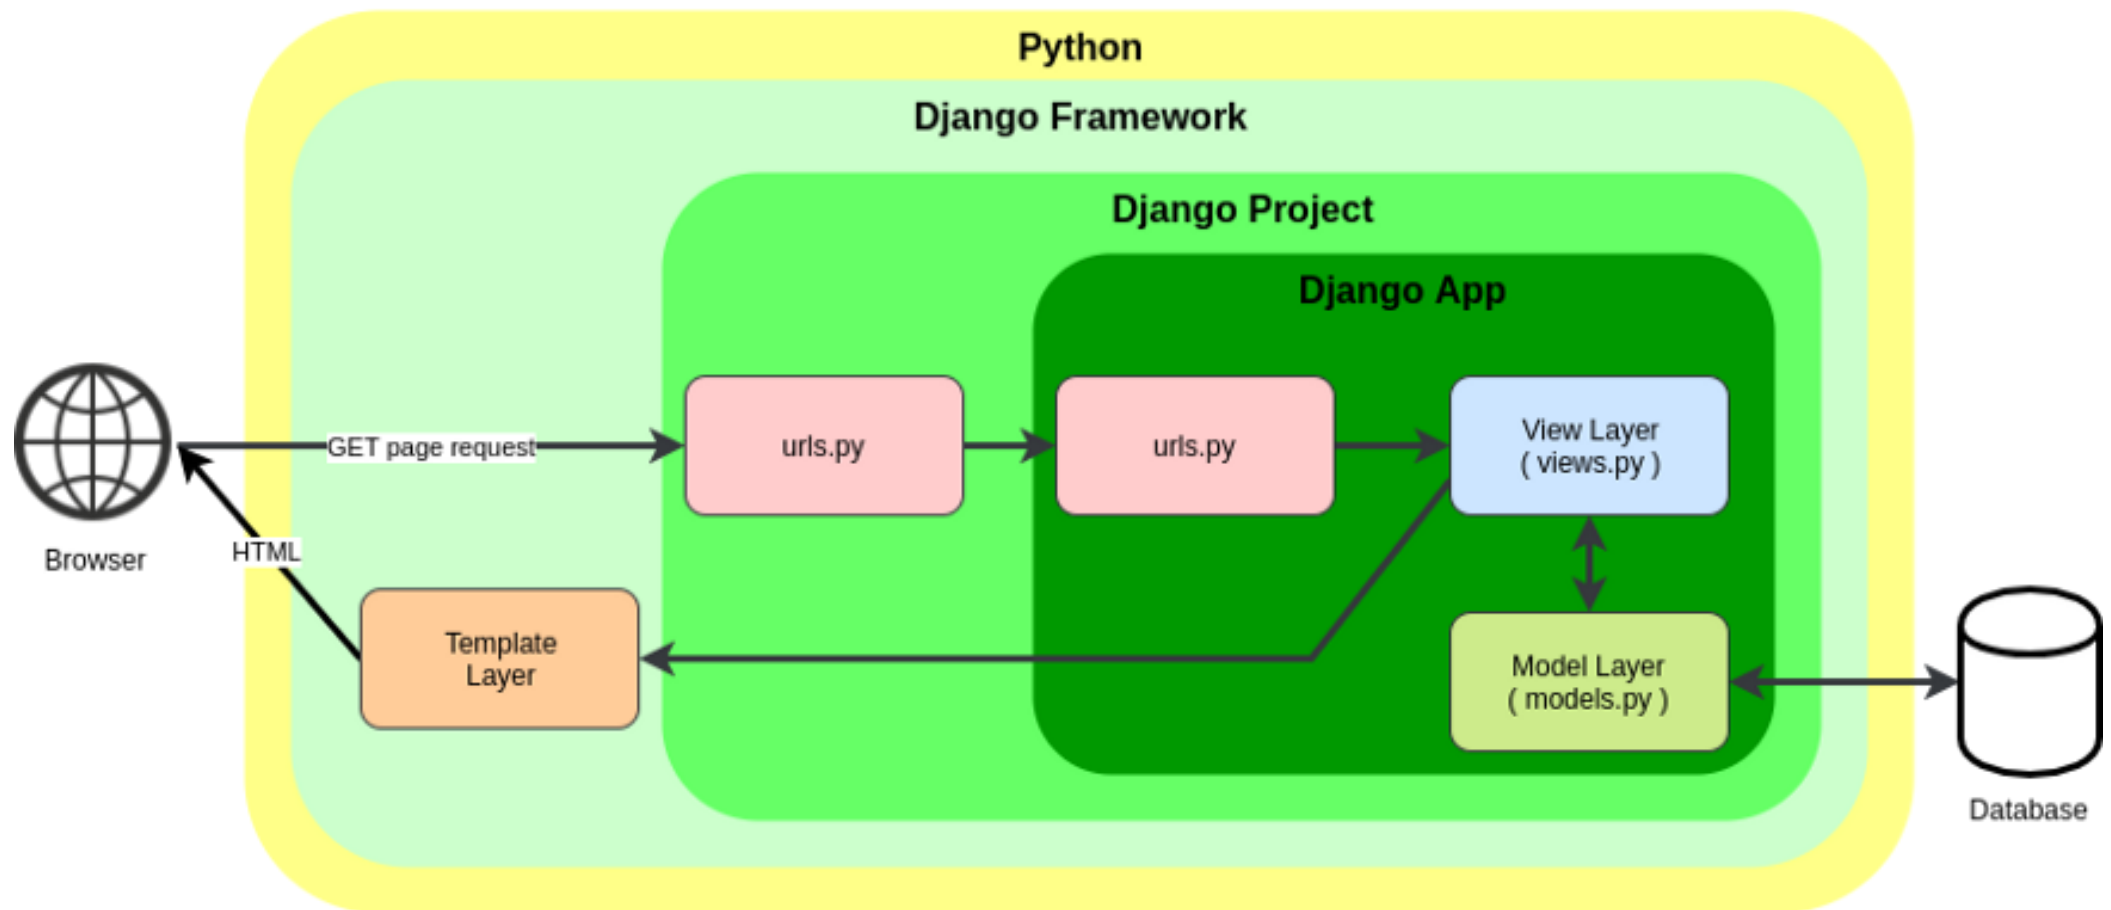 Python
Django Framework
Django Project
Django App
GET page request
urls.py
urls.py
View Layer
( views.py )
Browser
HTML
Template
Layer
Model Layer
( models.py )
Database